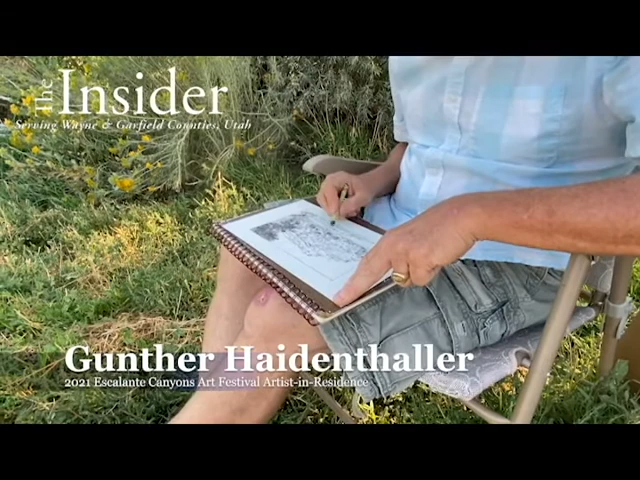 The Insider
Serving Wayne & Garfield Counties, Utah
Gunther Haidenthaller
2021 Escalante Canyons Art Festival Artist-in-Residence